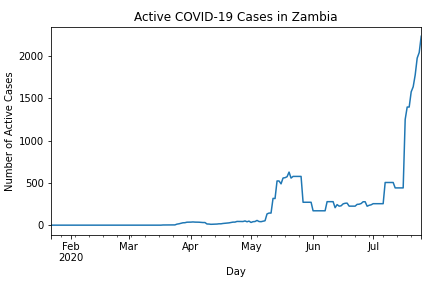 Active COVID-19 Cases in Zambia
Number of Active Cases
2000
1500
1000
500
0
Feb
2020
Mar
Apr
May
Jun
Jul
Day